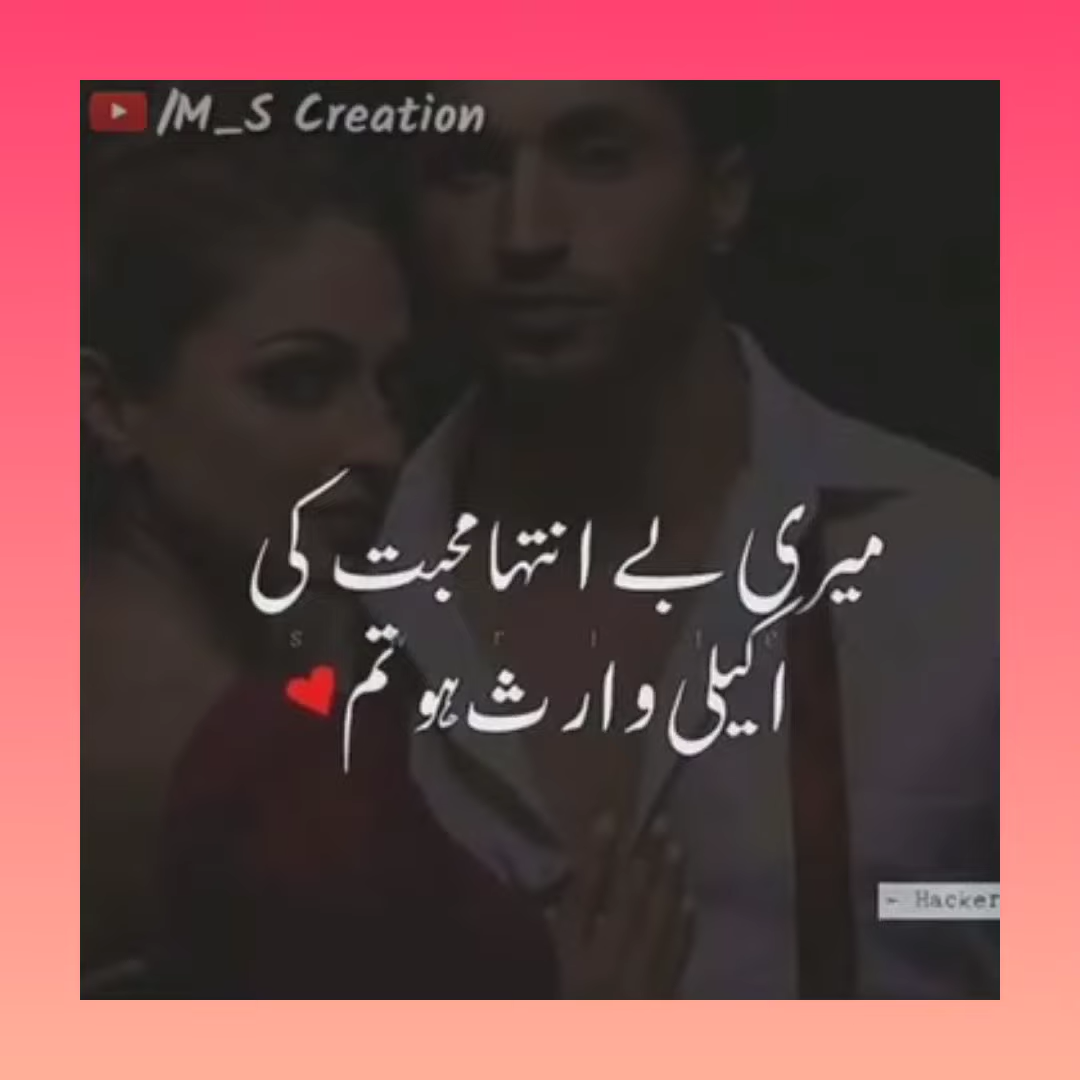 /M_S Creation
میری بے انتہا محبت کی
اکیلی وارث ہو تم❤
~ Hacker